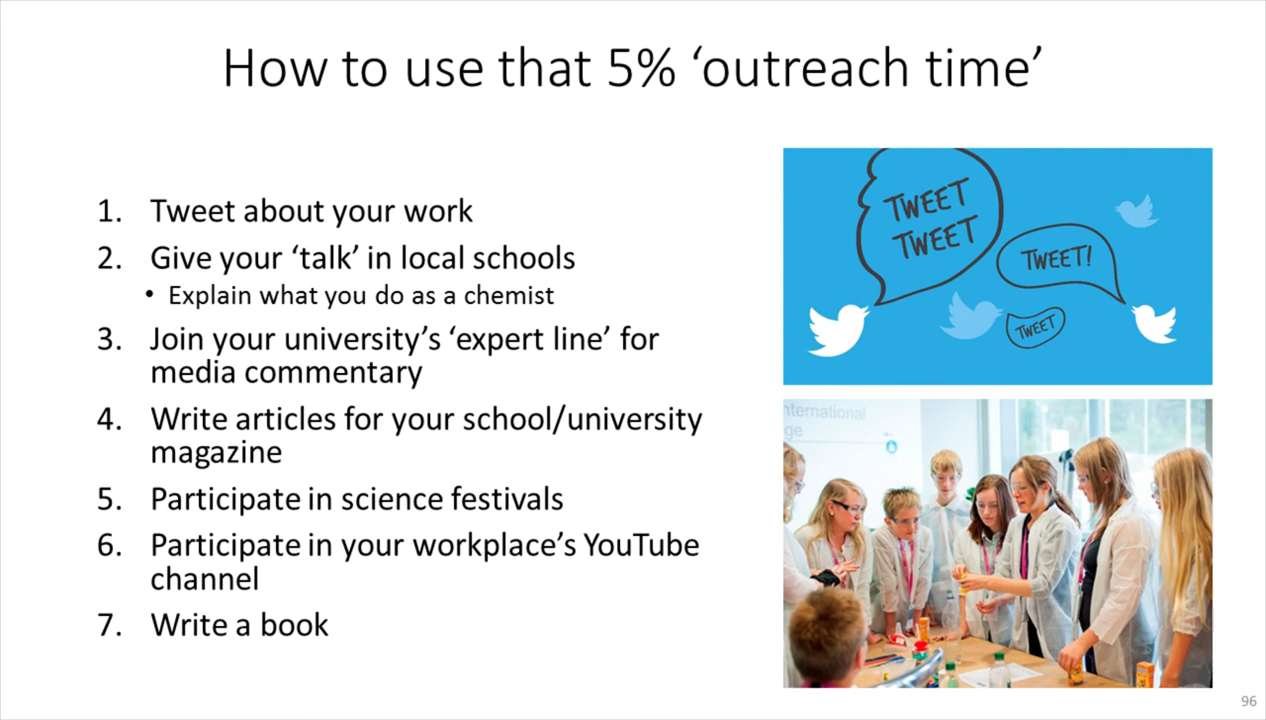 How to use that 5% ‘outreach time’
1. Tweet about your work
2. Give your ‘talk’ in local schools
• Explain what you do as a chemist
3. Join your university’s ‘expert line’ for
media commentary
4. Write articles for your school/university
magazine
5. Participate in science festivals
6. Participate in your workplace’s YouTube
channel
7. Write a book
TWEET
TWEET
TWEET!
TWEET
nternational
ge
96